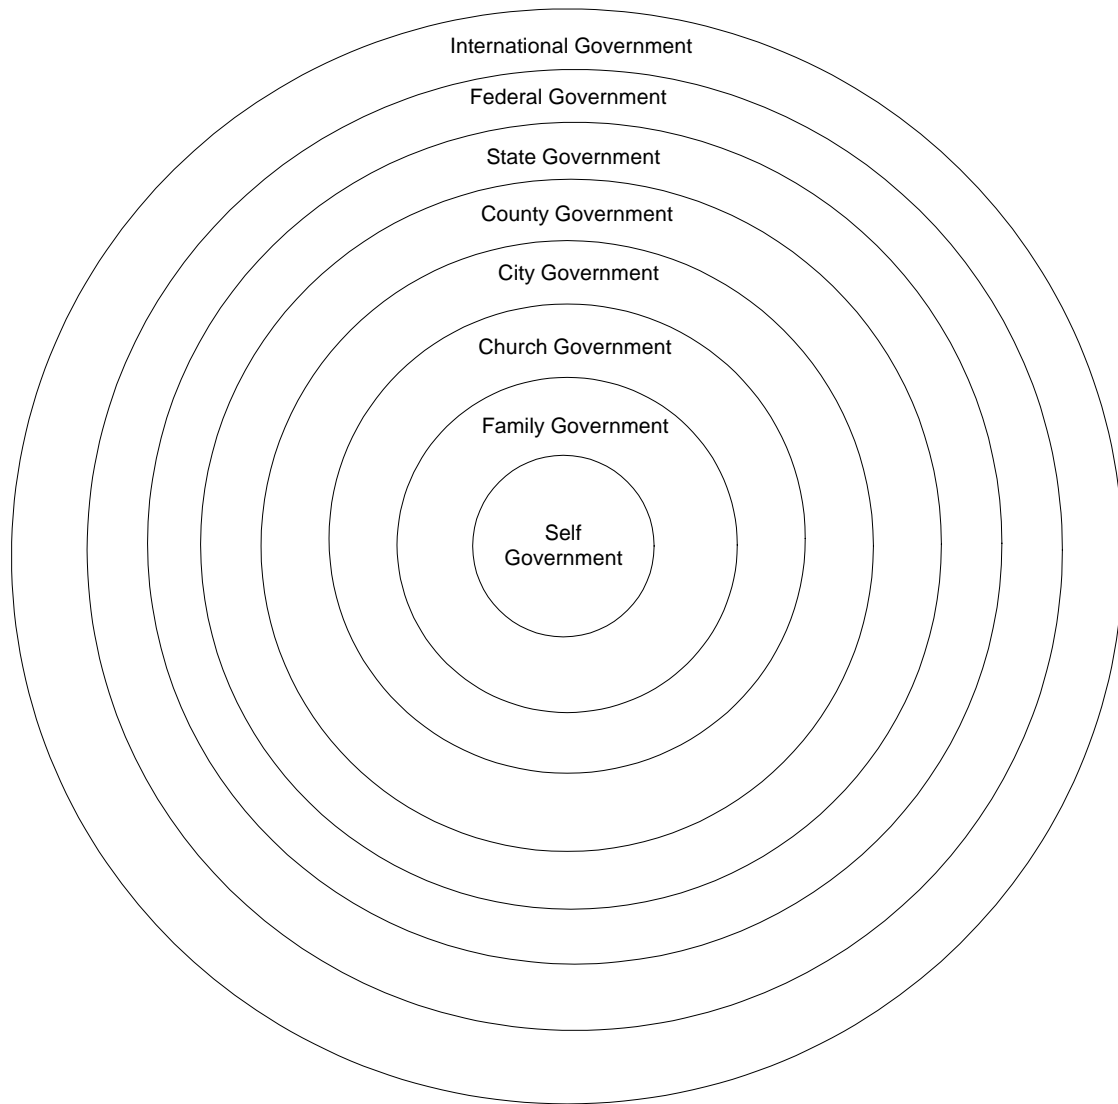 International Government
Federal Government
State Government
County Government
City Government
Church Government
Family Government
Self
Government